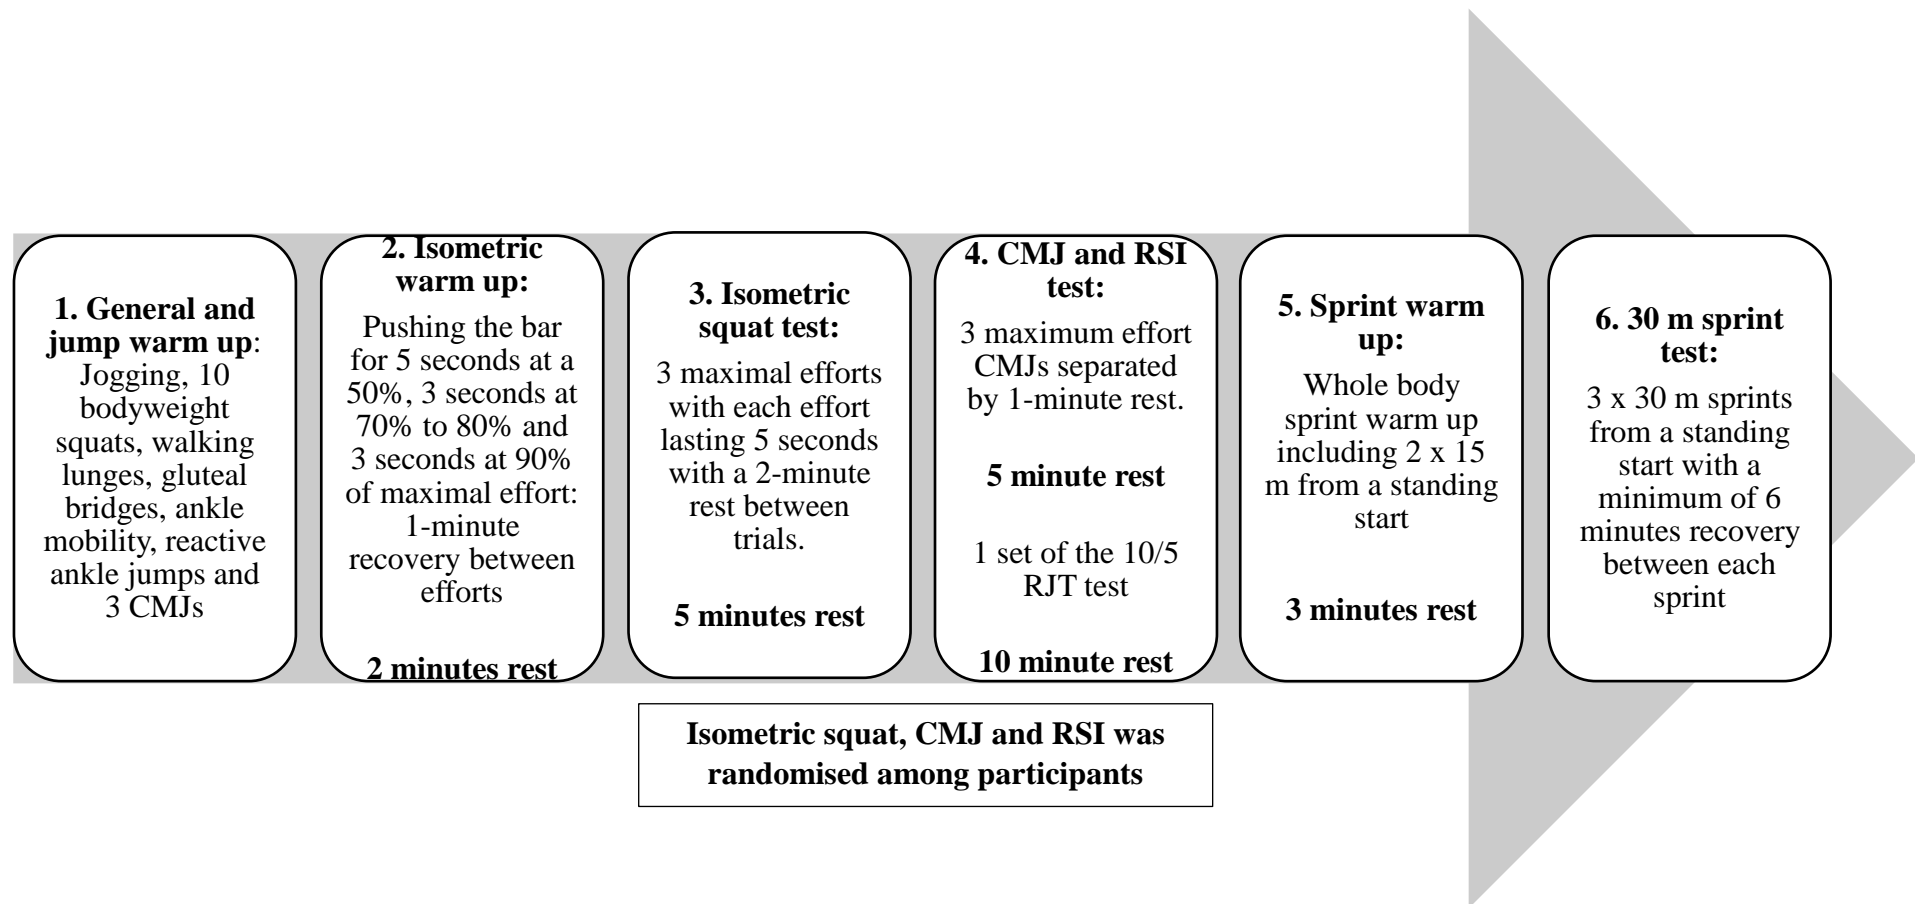 1. General and
jump warm up:
Jogging, 10
bodyweight
squats, walking
lunges, gluteal
bridges, ankle
mobility, reactive
ankle jumps and
3 CMJs
2. Isometric
warm up:
Pushing the bar
for 5 seconds at a
50%, 3 seconds at
70% to 80% and
3 seconds at 90%
of maximal effort:
1-minute
recovery between
efforts
2 minutes rest
3. Isometric
squat test:
3 maximal efforts
with each effort
lasting 5 seconds
with a 2-minute
rest between
trials.
5 minutes rest
4. CMJ and RSI
test:
3 maximum effort
CMJs separated
by 1-minute rest.
5 minute rest
1 set of the 10/5
RJT test
10 minute rest
5. Sprint warm
up:
Whole body
sprint warm up
including 2 x 15
m from a standing
start
3 minutes rest
6. 30 m sprint
test:
3 x 30 m sprints
from a standing
start with a
minimum of 6
minutes recovery
between each
sprint
Isometric squat, CMJ and RSI was
randomised among participants